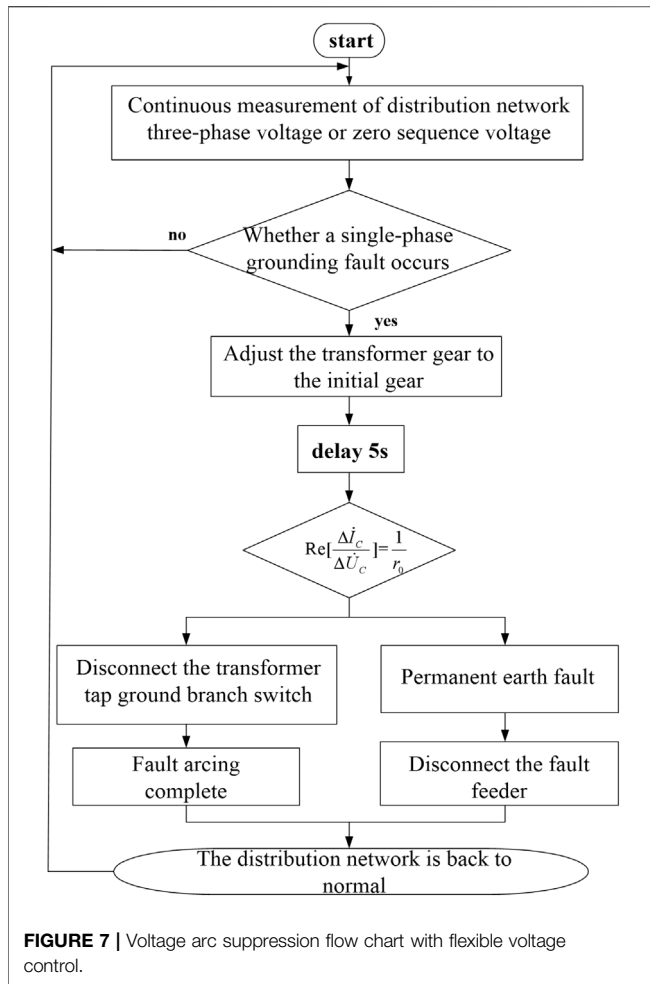 start
Continuous measurement of distribution network
three-phase voltage or zero sequence voltage
no
Whether a single-phase
grounding fault occurs
yes
Adjust the transformer gear to
the initial gear
delay 5s
Re[Δİ_C/ΔU̇_C]=1/r₀
Disconnect the transformer
tap ground branch switch
Permanent earth fault
Fault arcing
complete
Disconnect the fault
feeder
The distribution network is back to
normal
FIGURE 7 | Voltage arc suppression flow chart with flexible voltage
control.